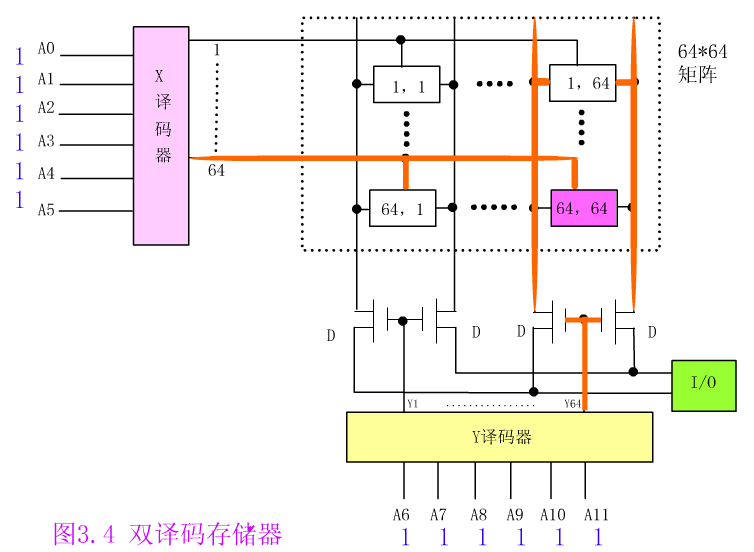 1 A0
1 A1
1 A2
1 A3
1 A4
1 A5
X
译
码
器
1
64
1, 1
1, 64
64, 1
64, 64
64*64
矩阵
D
D
D
D
I/O
Y1
Y64
Y译码器
A6 A7 A8 A9 A10 A11
1 1 1 1 1 1
图3.4 双译码存储器